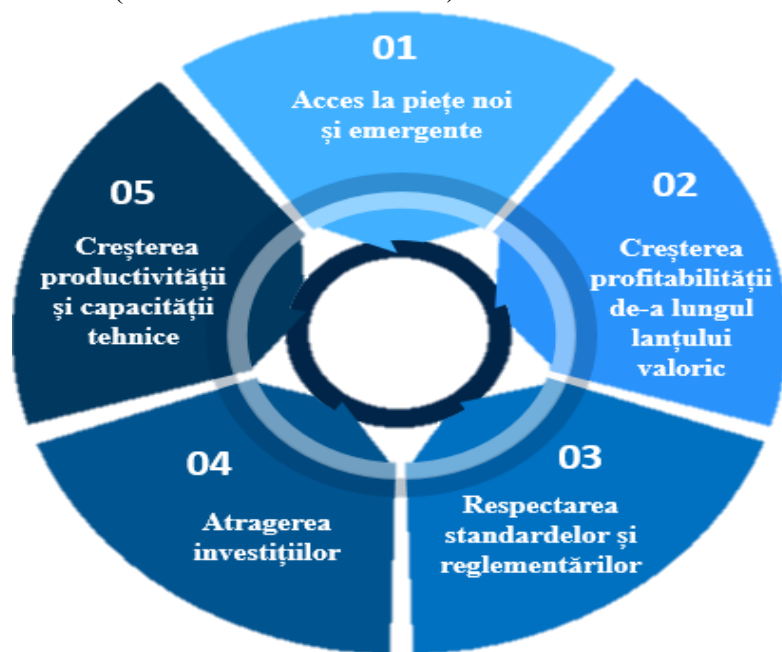 01
Acces la piețe noi
și emergente
02
Creșterea
profitabilității
de-a lungul
lanțului
valoric
03
Respectarea
standardelor și
reglementărilor
04
Atragerea
investițiilor
05
Creșterea
productivității
și capacității
tehnice